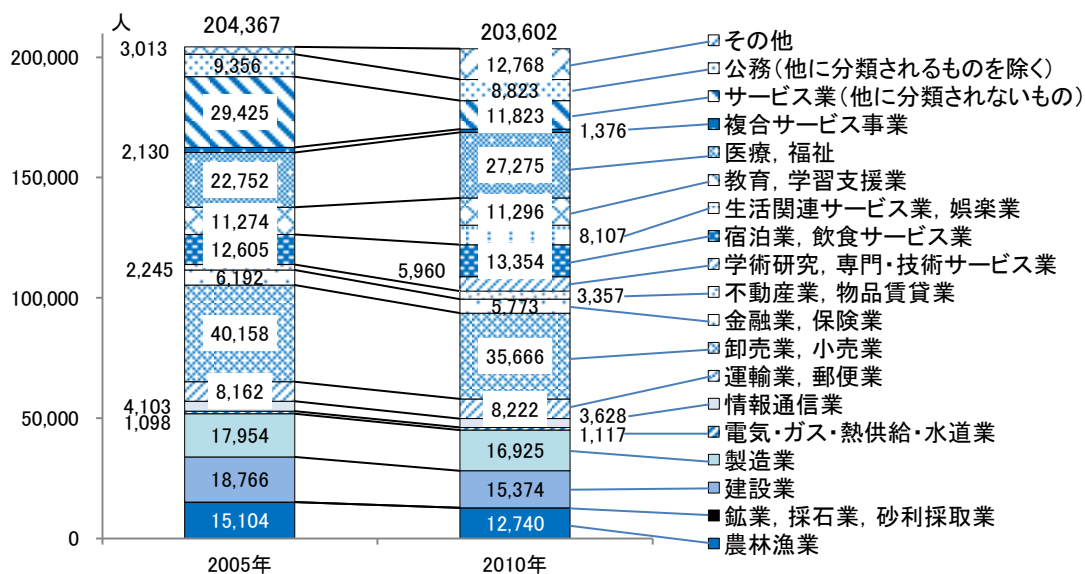 人
204,367
203,602
200,000
150,000
100,000
50,000
0
3,013
9,356
29,425
2,130
22,752
11,274
12,605
2,245
6,192
40,158
8,162
4,103
1,098
17,954
18,766
15,104
12,768
8,823
11,823
1,376
27,275
11,296
8,107
13,354
5,960
3,357
5,773
35,666
8,222
3,628
1,117
16,925
15,374
12,740
2005年
2010年
その他
公務(他に分類されるものを除く)
サービス業(他に分類されないもの)
複合サービス事業
医療, 福祉
教育, 学習支援業
生活関連サービス業, 娯楽業
宿泊業, 飲食サービス業
学術研究, 専門・技術サービス業
不動産業, 物品賃貸業
金融業, 保険業
卸売業, 小売業
運輸業, 郵便業
情報通信業
電気・ガス・熱供給・水道業
製造業
建設業
鉱業, 採石業, 砂利採取業
農林漁業